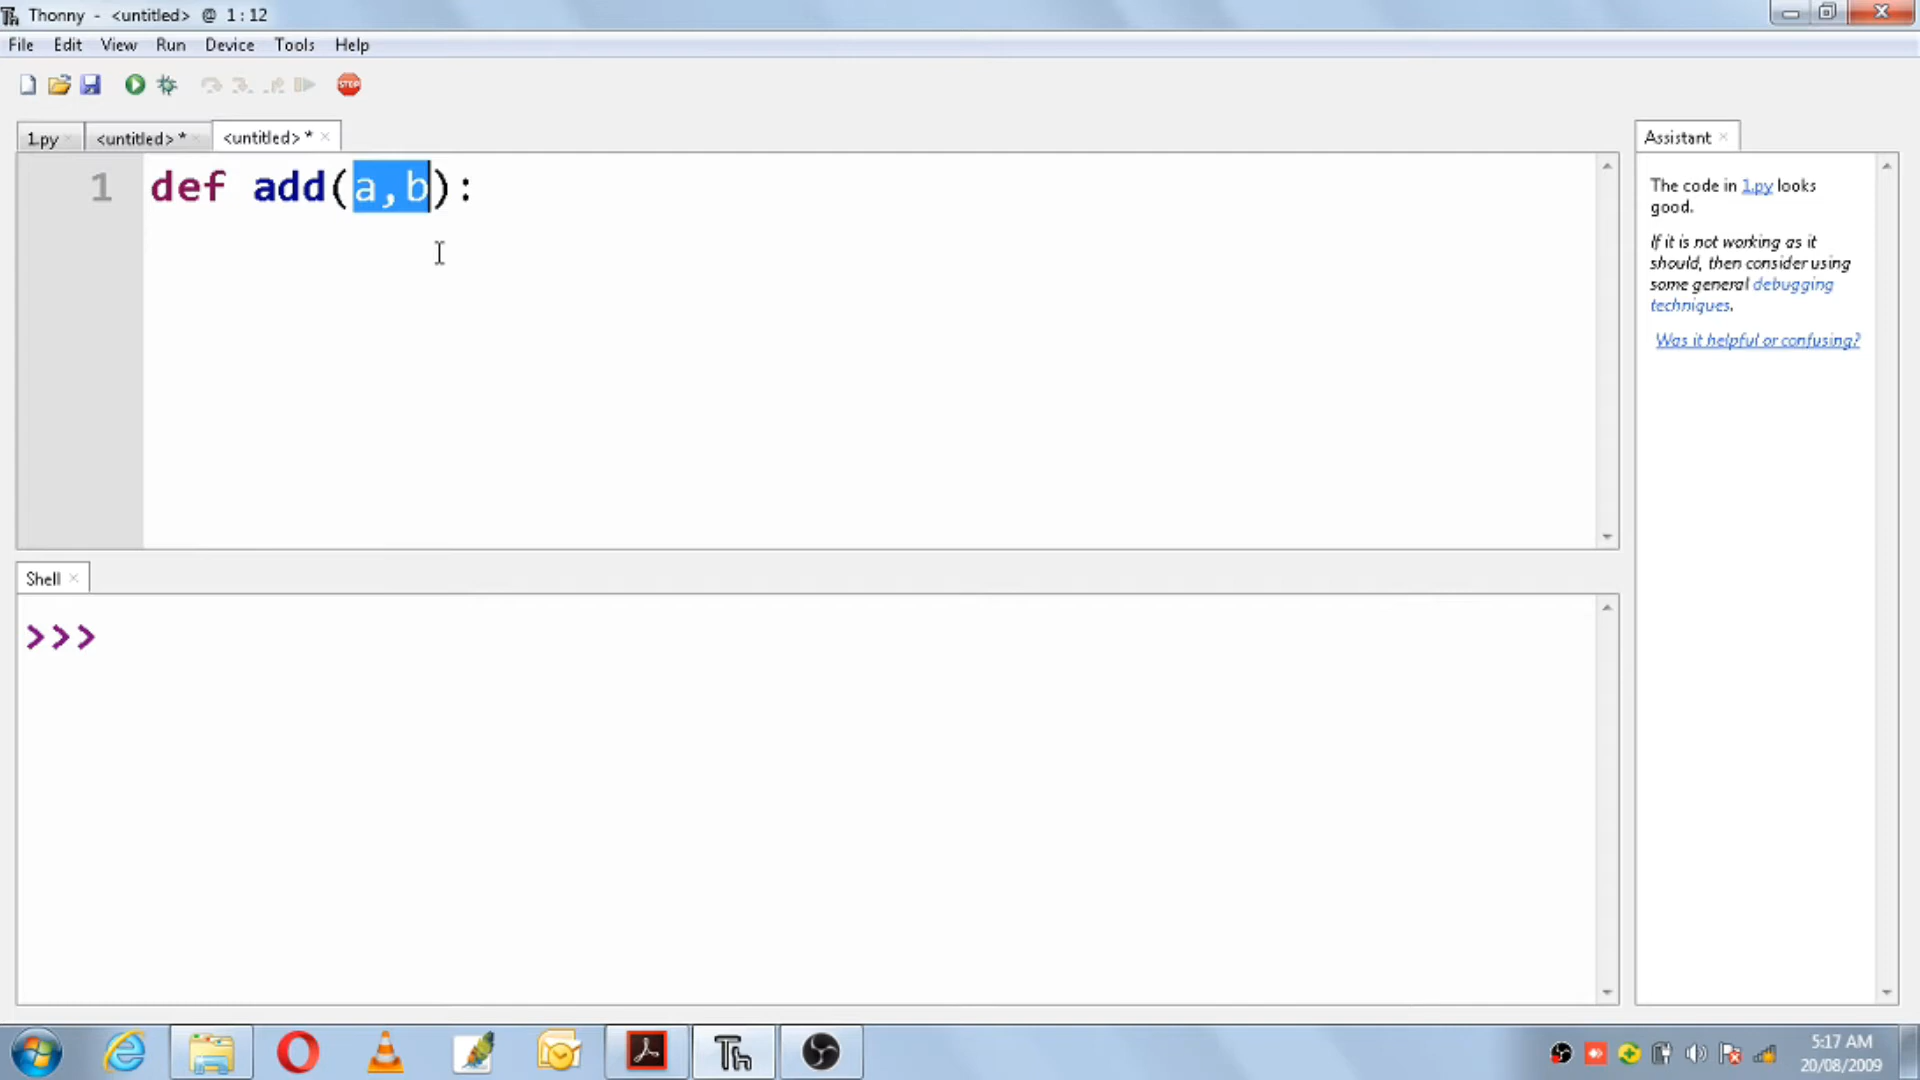 Thonny - <untitled> @ 1:12
File Edit View Run Device Tools Help
STOP
1.py <untitled> * <untitled> *
1 def add(a,b):
Shell
>>>
Assistant
The code in 1.py looks
good.
If it is not working as it
should, then consider using
some general debugging
techniques.
Was it helpful or confusing?
Th
5:17 AM
20/08/2009